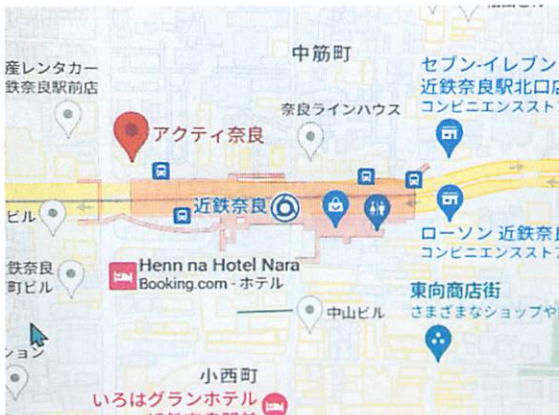 中筋町
産レンタカー
鉄奈良駅前店
セブン-イレブン
近鉄奈良駅北口店
コンビニエンススト
奈良ラインハウス
アクティ奈良
近鉄奈良
ビル
ローソン 近鉄奈良
コンビニエンスストア
鉄奈良
町ビル
Henn na Hotel Nara
Booking.com - ホテル
東向商店街
さまざまなショップや
中山ビル
ション
小西町
いろはグランホテル
近鉄奈良駅前